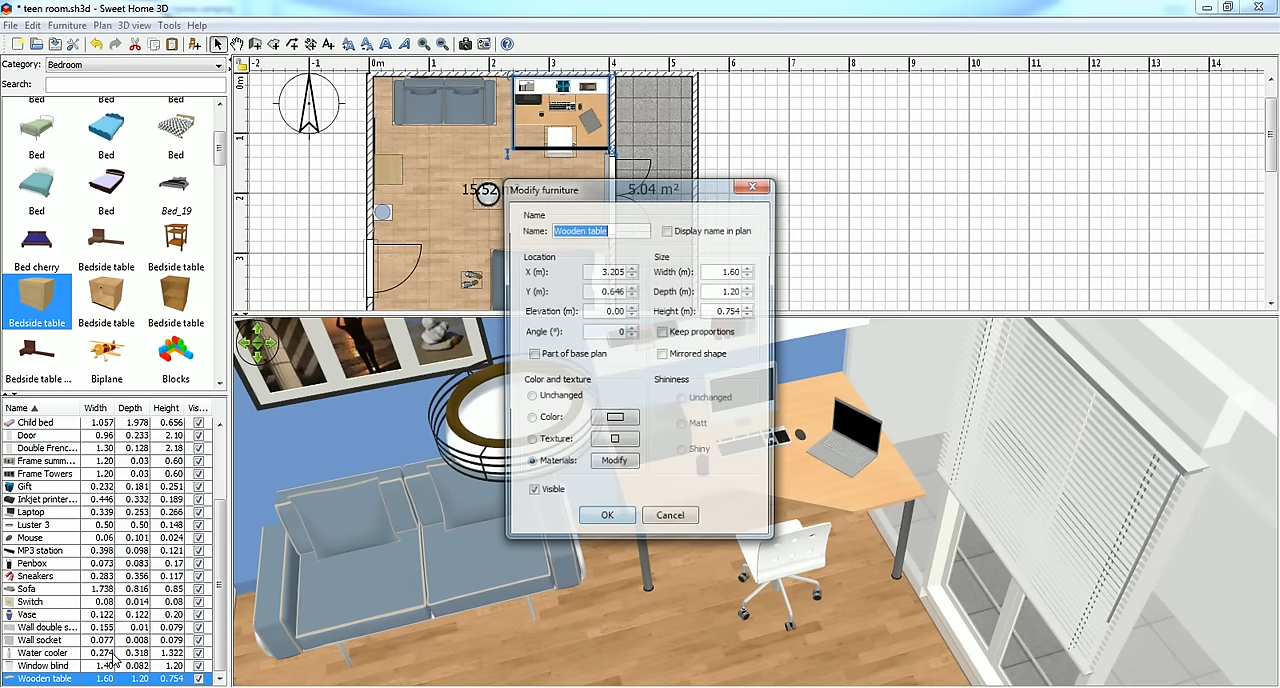 * teen room.sh3d - Sweet Home 3D
File Edit Furniture Plan 3D view Tools Help
Category: Bedroom
Search:
Bed Bed Bed
Bed Bed Bed
Bed Bed Bed_19
Bed cherry Bedside table Bedside table
Bedside table Bedside table Bedside table
Bedside table ... Biplane Blocks
Name Width Depth Height Vis...
Child bed 1.057 1.978 0.656
Door 0.96 0.233 2.10
Double Frenc... 1.30 0.128 2.18
Frame summ... 1.20 0.03 0.60
Frame Towers 1.20 0.03 0.60
Gift 0.232 0.181 0.251
Inkjet printer... 0.446 0.332 0.189
Laptop 0.339 0.253 0.266
Luster 3 0.50 0.50 0.148
Mouse 0.06 0.101 0.024
MP3 station 0.398 0.098 0.121
Penbox 0.073 0.083 0.17
Sneakers 0.283 0.356 0.117
Sofa 1.738 0.816 0.85
Switch 0.08 0.014 0.08
Vase 0.122 0.122 0.20
Wall double s... 0.155 0.01 0.079
Wall socket 0.077 0.008 0.079
Water cooler 0.274 0.318 1.322
Window blind 1.40 0.082 1.20
Wooden table 1.60 1.20 0.754
-2 -1 0m 1 2 3 4 5 6 7 8 9 10 11 12 13 14
0m
1
2
3
15.52
5.04 m²
Modify furniture
Name
Name: Wooden table Display name in plan
Location Size
X (m): 3.205 Width (m): 1.60
Y (m): 0.646 Depth (m): 1.20
Elevation (m): 0.00 Height (m): 0.754
Angle (°): 0 Keep proportions
Part of base plan Mirrored shape
Color and texture Shininess
Unchanged Unchanged
Color: Matt
Texture: Shiny
Materials: Modify
Visible
OK Cancel